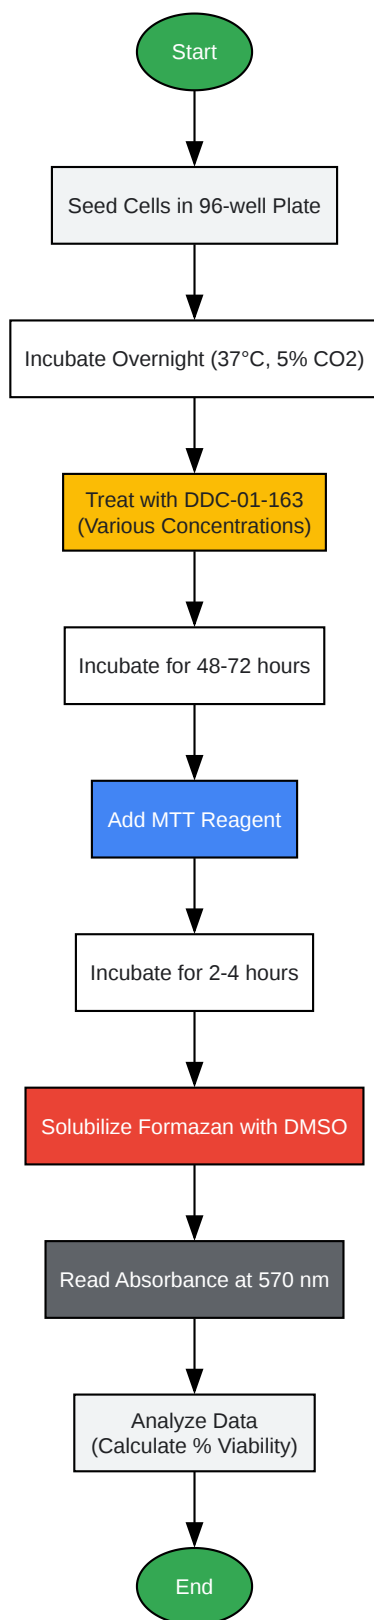 Start
Seed Cells in 96-well Plate
Incubate Overnight (37°C, 5% CO2)
Treat with DDC-01-163
(Various Concentrations)
Incubate for 48-72 hours
Add MTT Reagent
Incubate for 2-4 hours
Solubilize Formazan with DMSO
Read Absorbance at 570 nm
Analyze Data
(Calculate % Viability)
End